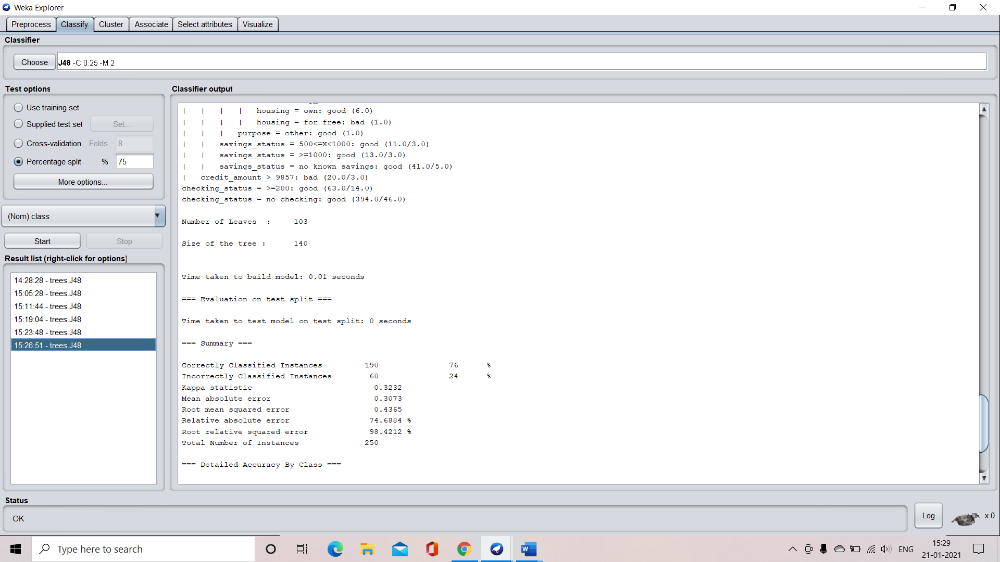 Weka Explorer
Preprocess Classify Cluster Associate Select attributes Visualize
Classifier
Choose J48 -C 0.25 -M 2
Test options
Use training set
Supplied test set Set...
Cross-validation Folds 8
Percentage split % 75
More options...
(Nom) class
Start Stop
Result list (right-click for options)
14:28:28 - trees.J48
15:05:28 - trees.J48
15:11:44 - trees.J48
15:19:04 - trees.J48
15:23:48 - trees.J48
15:26:51 - trees.J48
Classifier output
| | | | housing = own: good (6.0)
| | | | housing = for free: bad (1.0)
| | | purpose = other: good (1.0)
| | savings_status = 500<=X<1000: good (11.0/3.0)
| | savings_status = >=1000: good (13.0/3.0)
| | savings_status = no known savings: good (41.0/5.0)
| credit_amount > 9857: bad (20.0/3.0)
checking_status = >=200: good (63.0/14.0)
checking_status = no checking: good (394.0/46.0)
Number of Leaves : 103
Size of the tree : 140
Time taken to build model: 0.01 seconds
=== Evaluation on test split ===
Time taken to test model on test split: 0 seconds
=== Summary ===
Correctly Classified Instances 190 76 %
Incorrectly Classified Instances 60 24 %
Kappa statistic 0.3232
Mean absolute error 0.3073
Root mean squared error 0.4365
Relative absolute error 74.6884 %
Root relative squared error 98.4212 %
Total Number of Instances 250
=== Detailed Accuracy By Class ===
Status
OK
Log
x 0
Type here to search
ENG
15:29
21-01-2021